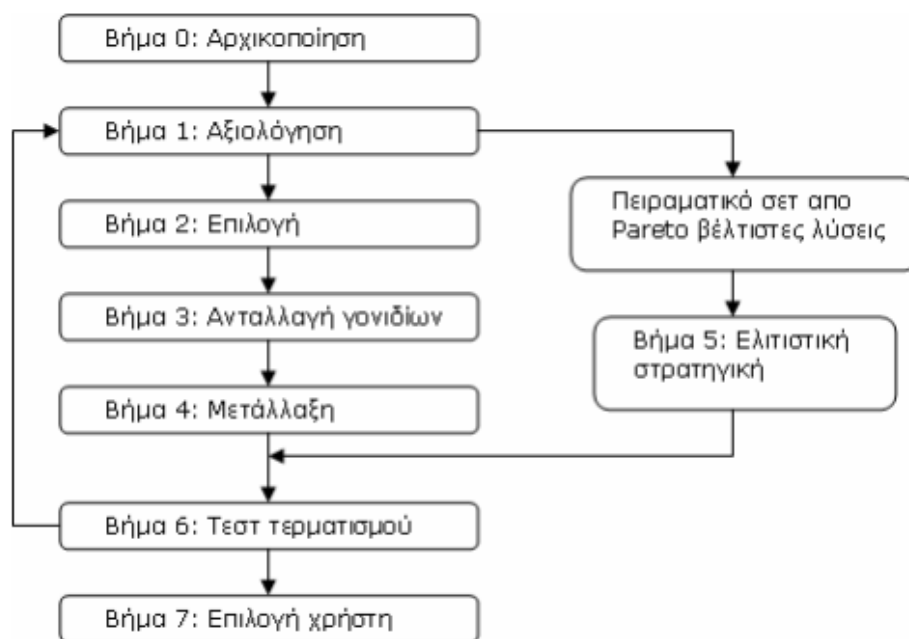 Βήμα 0: Αρχικοποίηση
Βήμα 1: Αξιολόγηση
Βήμα 2: Επιλογή
Βήμα 3: Ανταλλαγή γονιδίων
Βήμα 4: Μετάλλαξη
Πειραματικό σετ απο
Pareto βέλτιστες λύσεις
Βήμα 5: Ελιτιστική
στρατηγική
Βήμα 6: Τεστ τερματισμού
Βήμα 7: Επιλογή χρήστη